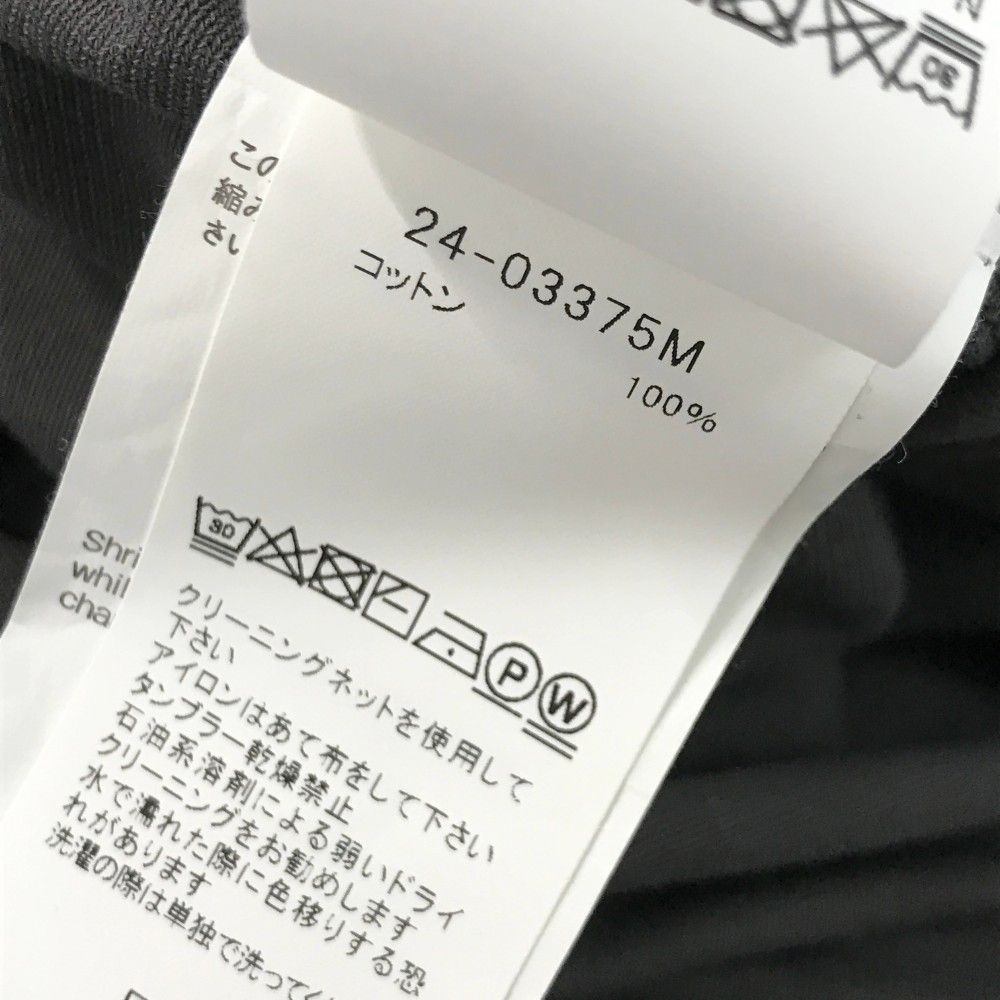 30
この
縮み
さい
24-03375M
コットン
100%
30
P W
Shri
whil
cha
クリーニングネットを使用して
下さい
アイロンはあて布をして下さい
タンブラー乾燥禁止
石油系溶剤による弱いドライ
クリーニングをお勧めします
水で濡れた際に色移りする恐
れがあります
洗濯の際は単独で洗って